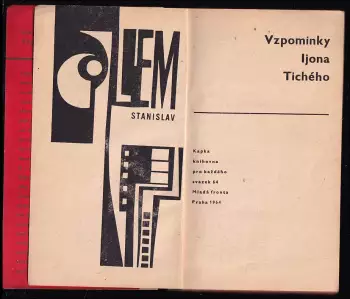 LEM
STANISLAV
Vzpomínky
Ijona
Tichého
Kapka
knihovna
pro každého
svazek 54
Mladá fronta
Praha 1964